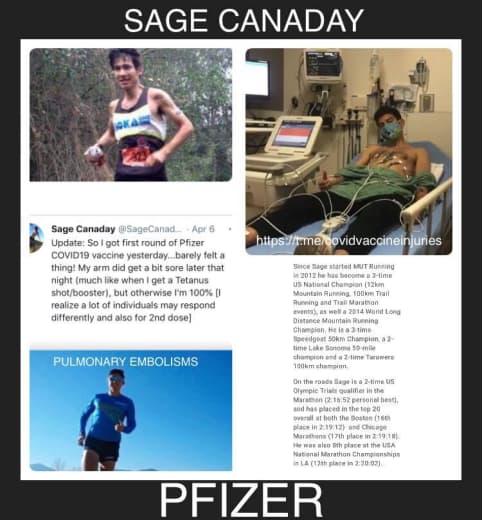 SAGE CANADAY
Sage Canaday @SageCanad... · Apr 6
Update: So I got first round of Pfizer
COVID19 vaccine yesterday...barely felt a
thing! My arm did get a bit sore later that
night (much like when I get a Tetanus
shot/booster), but otherwise I'm 100% [I
realize a lot of individuals may respond
differently and also for 2nd dose]
PULMONARY EMBOLISMS
https://t.me/covidvaccineinjuries
Since Sage started MUT Running
in 2012 he has become a 3-time
US National Champion (12km
Mountain Running, 100km Trail
Running and Trail Marathon
events), as well a 2014 World Long
Distance Mountain Running
Champion. He is a 3-time
Speedgoat 50km Champion, a 2-
time Lake Sonoma 50-mile
champion and a 2-time Tarawera
100km champion.
On the roads Sage is a 2-time US
Olympic Trials qualifier in the
Marathon (2:16:52 personal best),
and has placed in the top 20
overall at both the Boston (16th
place in 2:19:12) and Chicago
Marathons (17th place in 2:19:18).
He was also 8th place at the USA
National Marathon Championships
in LA (12th place in 2:20:02).
PFIZER